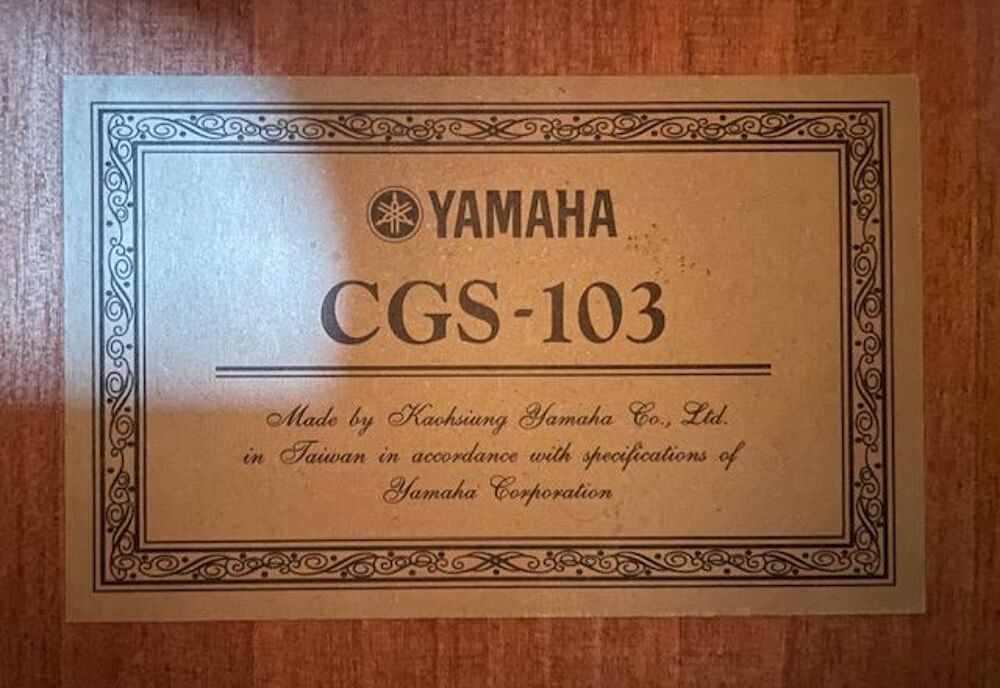 YAMAHA
CGS-103
Made by Kaohsiung Yamaha Co., Ltd.
in Taiwan in accordance with specifications of
Yamaha Corporation